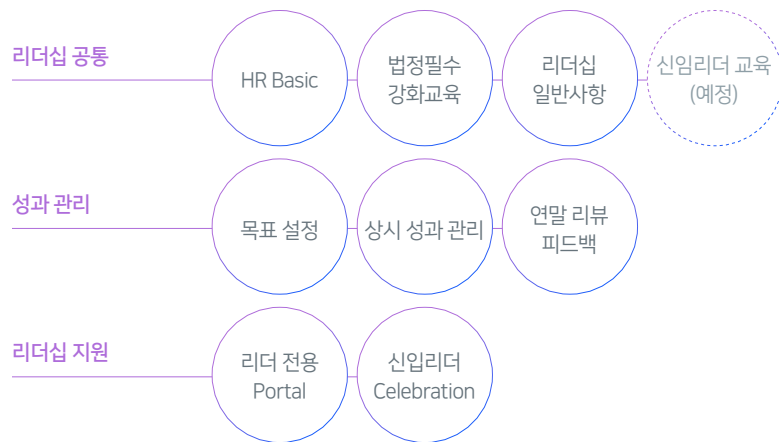 리더십 공통
HR Basic
법정필수
강화교육
리더십
일반사항
신임리더 교육
(예정)
성과 관리
목표 설정
상시 성과 관리
연말 리뷰
피드백
리더십 지원
리더 전용
Portal
신입리더
Celebration